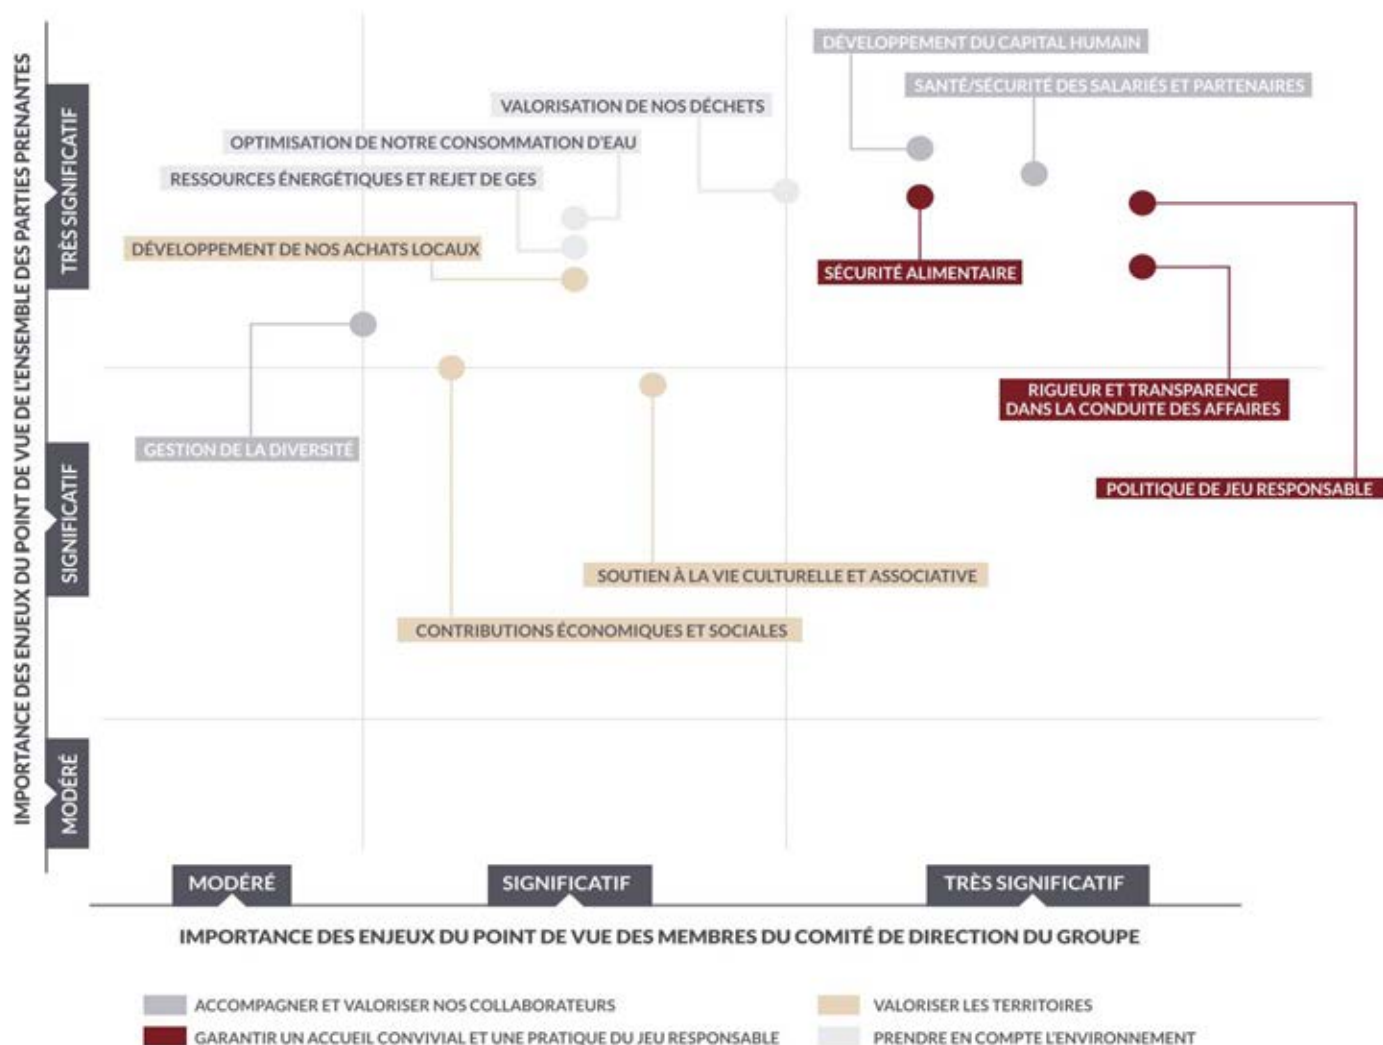 IMPORTANCE DES ENJEUX DU POINT DE VUE DE L'ENSEMBLE DES PARTIES PRENANTES
TRÈS SIGNIFICATIF
SIGNIFICATIF
MODÉRÉ
DÉVELOPPEMENT DU CAPITAL HUMAIN
SANTÉ/SÉCURITÉ DES SALARIÉS ET PARTENAIRES
VALORISATION DE NOS DÉCHETS
OPTIMISATION DE NOTRE CONSOMMATION D'EAU
RESSOURCES ÉNERGÉTIQUES ET REJET DE GES
DÉVELOPPEMENT DE NOS ACHATS LOCAUX
SÉCURITÉ ALIMENTAIRE
RIGUEUR ET TRANSPARENCE
DANS LA CONDUITE DES AFFAIRES
GESTION DE LA DIVERSITÉ
POLITIQUE DE JEU RESPONSABLE
SOUTIEN À LA VIE CULTURELLE ET ASSOCIATIVE
CONTRIBUTIONS ÉCONOMIQUES ET SOCIALES
MODÉRÉ
SIGNIFICATIF
TRÈS SIGNIFICATIF
IMPORTANCE DES ENJEUX DU POINT DE VUE DES MEMBRES DU COMITÉ DE DIRECTION DU GROUPE
ACCOMPAGNER ET VALORISER NOS COLLABORATEURS
VALORISER LES TERRITOIRES
GARANTIR UN ACCUEIL CONVIVIAL ET UNE PRATIQUE DU JEU RESPONSABLE
PRENDRE EN COMPTE L'ENVIRONNEMENT